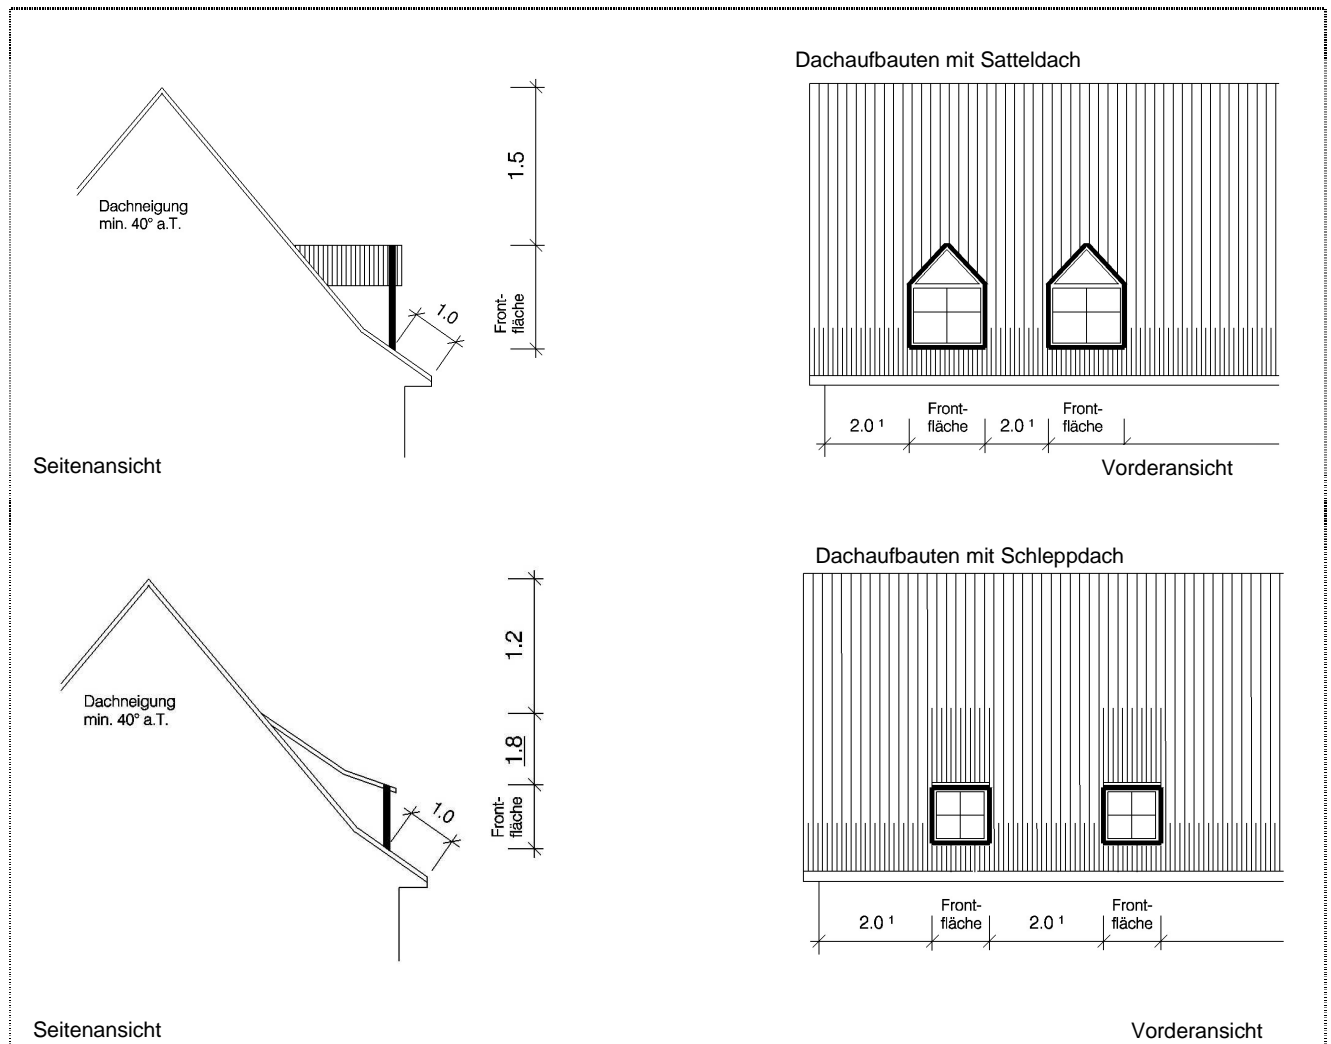 Dachaufbauten mit Satteldach
1.5
Dachneigung
min. 40° a.T.
1.0
Front-
fläche
2.0 ¹
Front-
fläche
2.0 ¹
Front-
fläche
Seitenansicht
Vorderansicht
Dachaufbauten mit Schleppdach
1.2
Dachneigung
min. 40° a.T.
1.8
1.0
Front-
fläche
2.0 ¹
Front-
fläche
2.0 ¹
Front-
fläche
Seitenansicht
Vorderansicht